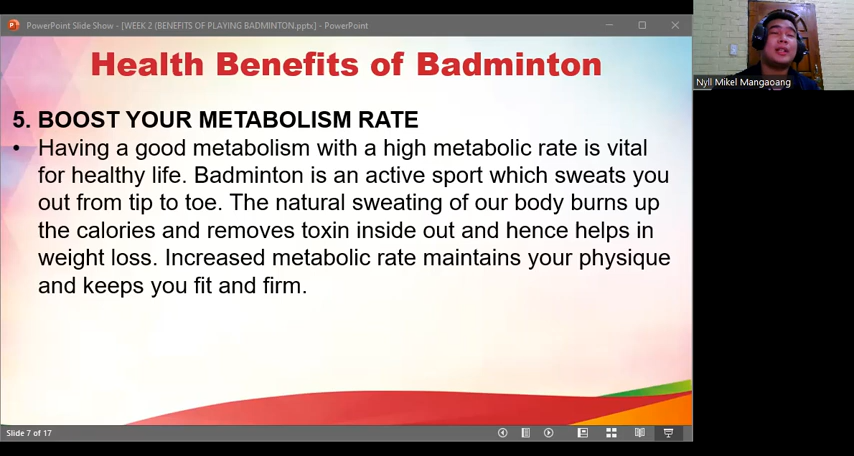 PowerPoint Slide Show - [WEEK 2 (BENEFITS OF PLAYING BADMINTON.pptx] - PowerPoint
Health Benefits of Badminton
Nyll Mikel Mangaoang
5. BOOST YOUR METABOLISM RATE
• Having a good metabolism with a high metabolic rate is vital
for healthy life. Badminton is an active sport which sweats you
out from tip to toe. The natural sweating of our body burns up
the calories and removes toxin inside out and hence helps in
weight loss. Increased metabolic rate maintains your physique
and keeps you fit and firm.
Slide 7 of 17